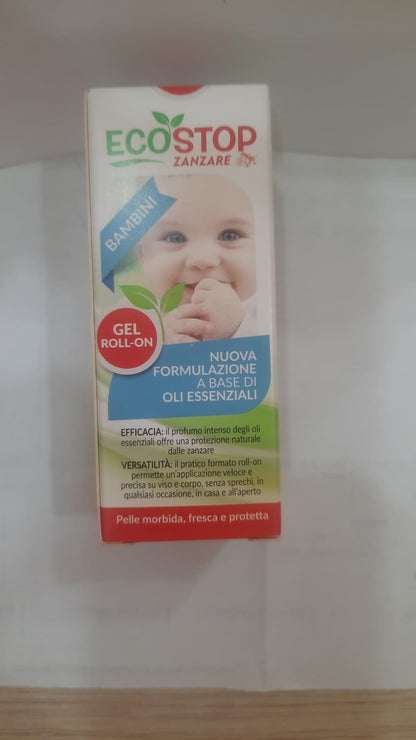 ECOSTOP
ZANZARE
BAMBINI
GEL
ROLL-ON
NUOVA
FORMULAZIONE
A BASE DI
OLI ESSENZIALI
EFFICACIA: il profumo intenso degli oli
essenziali offre una protezione naturale
dalle zanzare
VERSATILITÀ: il pratico formato roll-on
permette un'applicazione veloce e
precisa su viso e corpo, senza sprechi, in
qualsiasi occasione, in casa e all'aperto
Pelle morbida, fresca e protetta